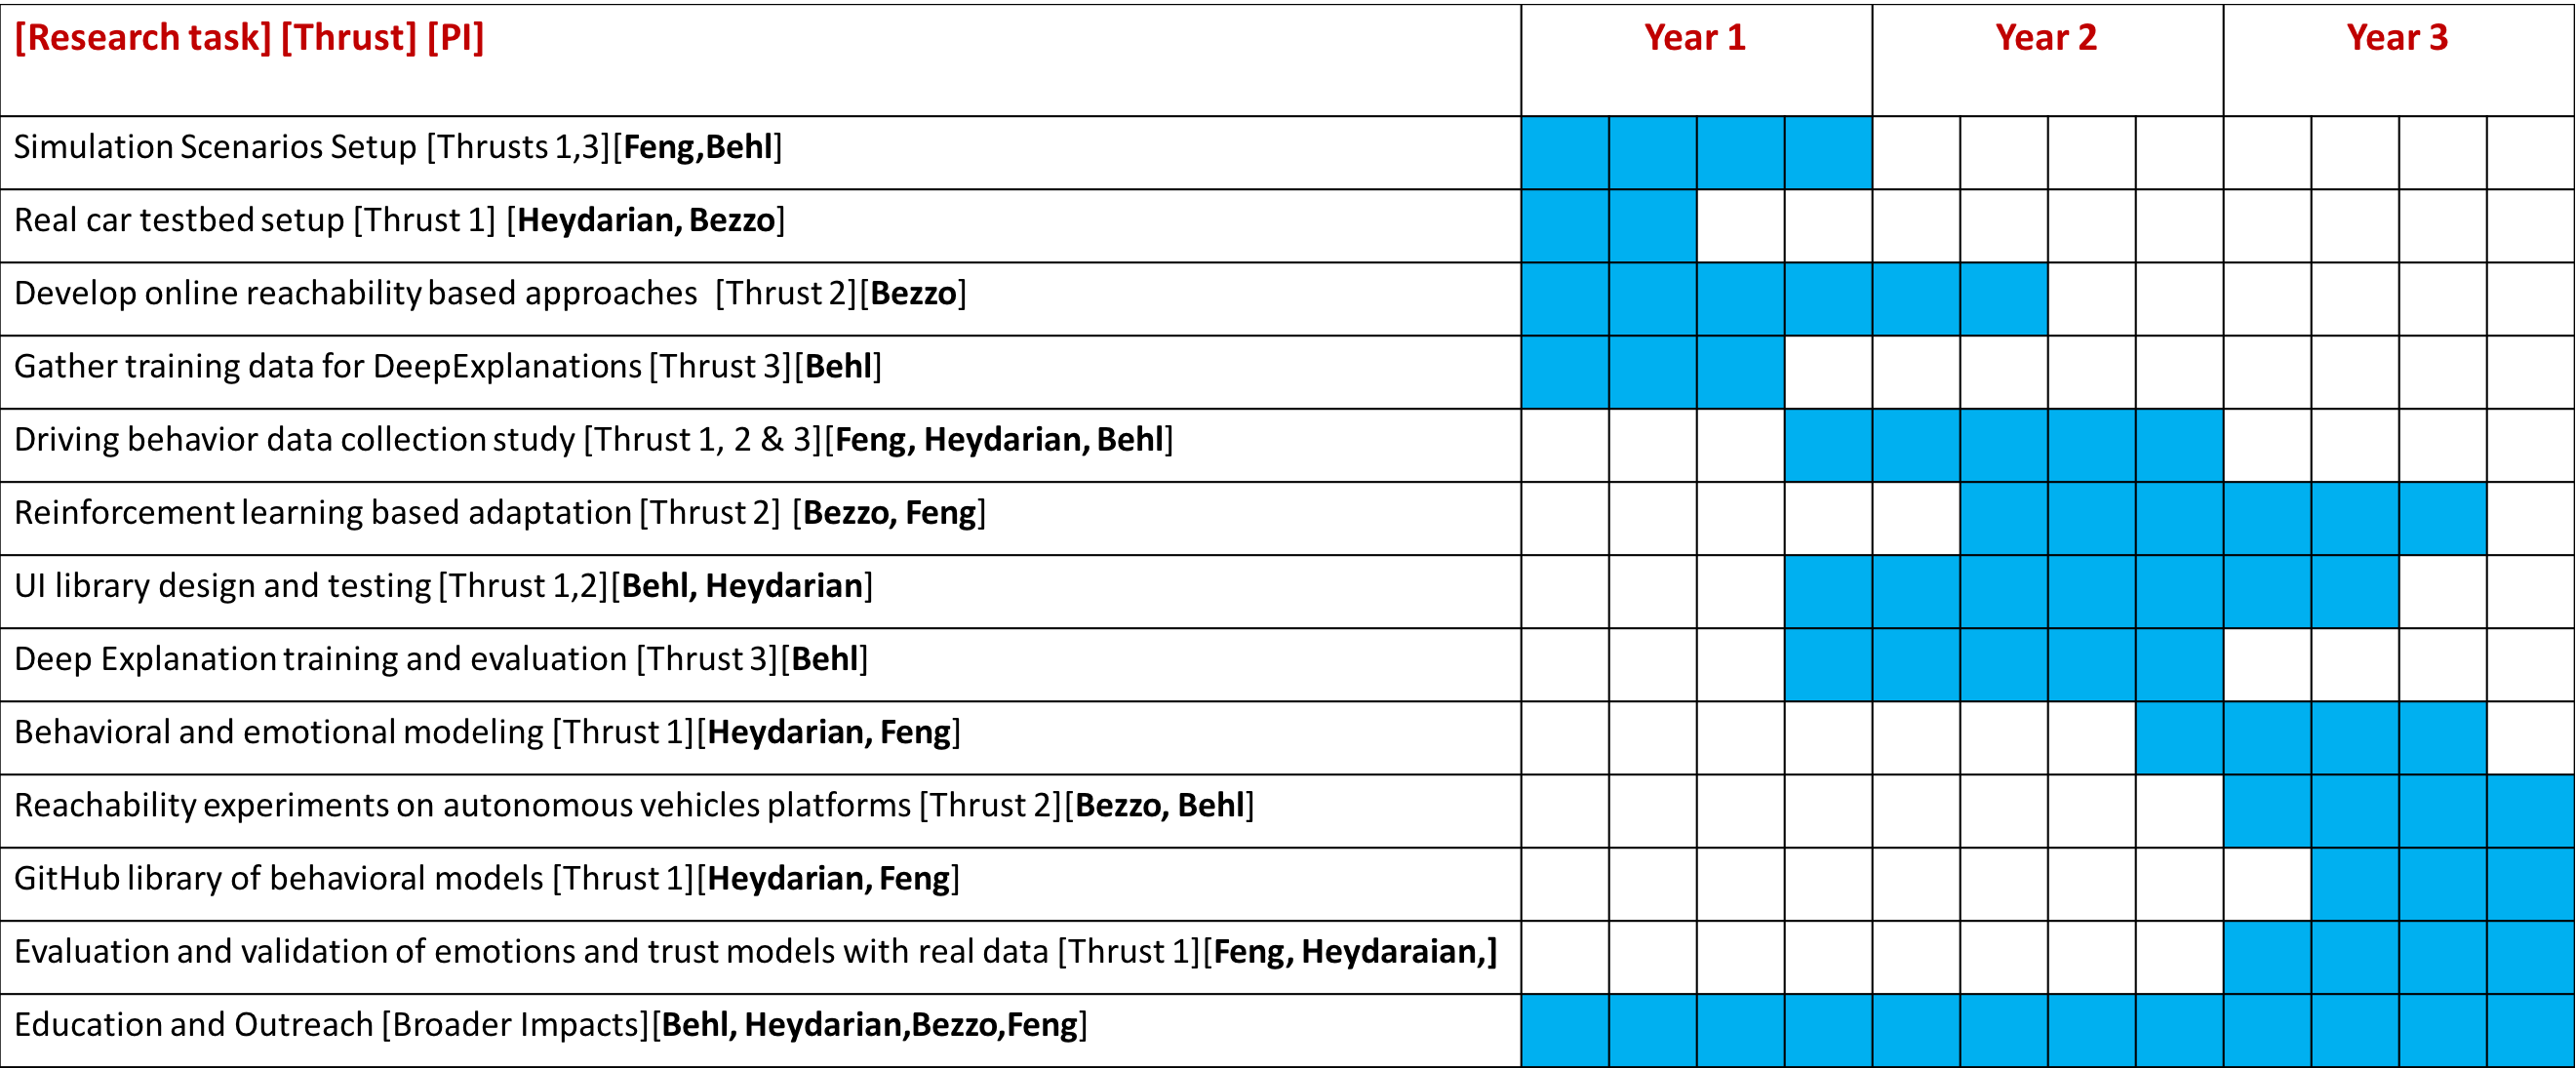 [Research task] [Thrust] [PI] Year 1 Year 2 Year 3
Simulation Scenarios Setup [Thrusts 1,3][Feng,Behl]
Real car testbed setup [Thrust 1] [Heydarian, Bezzo]
Develop online reachability based approaches [Thrust 2][Bezzo]
Gather training data for DeepExplanations [Thrust 3][Behl]
Driving behavior data collection study [Thrust 1, 2 & 3][Feng, Heydarian, Behl]
Reinforcement learning based adaptation [Thrust 2] [Bezzo, Feng]
UI library design and testing [Thrust 1,2][Behl, Heydarian]
Deep Explanation training and evaluation [Thrust 3][Behl]
Behavioral and emotional modeling [Thrust 1][Heydarian, Feng]
Reachability experiments on autonomous vehicles platforms [Thrust 2][Bezzo, Behl]
GitHub library of behavioral models [Thrust 1][Heydarian, Feng]
Evaluation and validation of emotions and trust models with real data [Thrust 1][Feng, Heydaraian,]
Education and Outreach [Broader Impacts][Behl, Heydarian,Bezzo,Feng]